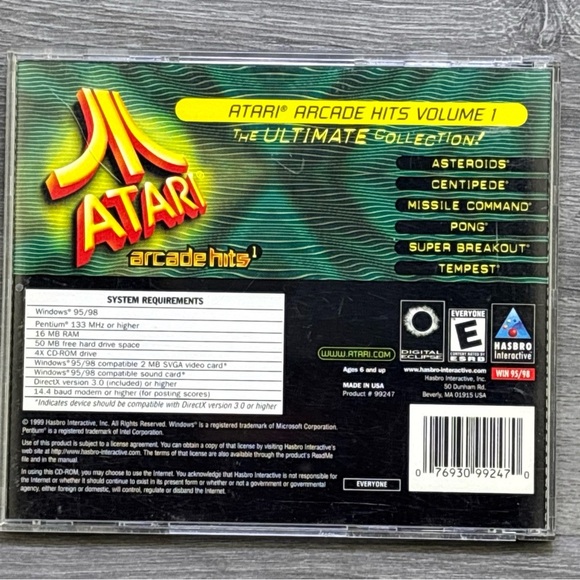 ATARI® ARCADE HITS VOLUME 1
THE ULTIMATE COLLECTION!
ATARI
arcade hits 1
ASTEROIDS®
CENTIPEDE®
MISSILE COMMAND®
PONG®
SUPER BREAKOUT®
TEMPEST®
SYSTEM REQUIREMENTS
Windows® 95/98
Pentium® 133 MHz or higher
16 MB RAM
50 MB free hard drive space
4X CD-ROM drive
Windows® 95/98 compatible 2 MB SVGA video card*
Windows® 95/98 compatible sound card*
DirectX version 3.0 (included) or higher
14.4 baud modem or higher (for posting scores)
*Indicates device should be compatible with DirectX version 3.0 or higher
WWW.ATARI.COM
Ages 6 and up
MADE IN USA
Product # 99247
DIGITAL
ECLIPSE
EVERYONE
E
CONTENT RATED BY
ESRB
HASBRO
Interactive
www.hasbro-interactive.com
Hasbro Interactive, Inc.
50 Dunham Rd.
Beverly, MA 01915 USA
WIN 95/98
© 1999 Hasbro Interactive, Inc. All Rights Reserved. Windows® is a registered trademark of Microsoft Corporation.
Pentium® is a registered trademark of Intel Corporation.
Use of this product is subject to a license agreement. You can obtain a copy of that license by visiting Hasbro Interactive's
web site at http://www.hasbro-interactive.com. The terms of that license are also available through the product's ReadMe
file and in the manual.
In using this CD-ROM, you may choose to use the Internet. You acknowledge that Hasbro Interactive is not responsible for
the Internet or whether it should continue to exist in its present form or whether or not a government or governmental
agency, either foreign or domestic, will control, regulate or disband the Internet.
EVERYONE
0 76930 99247 0